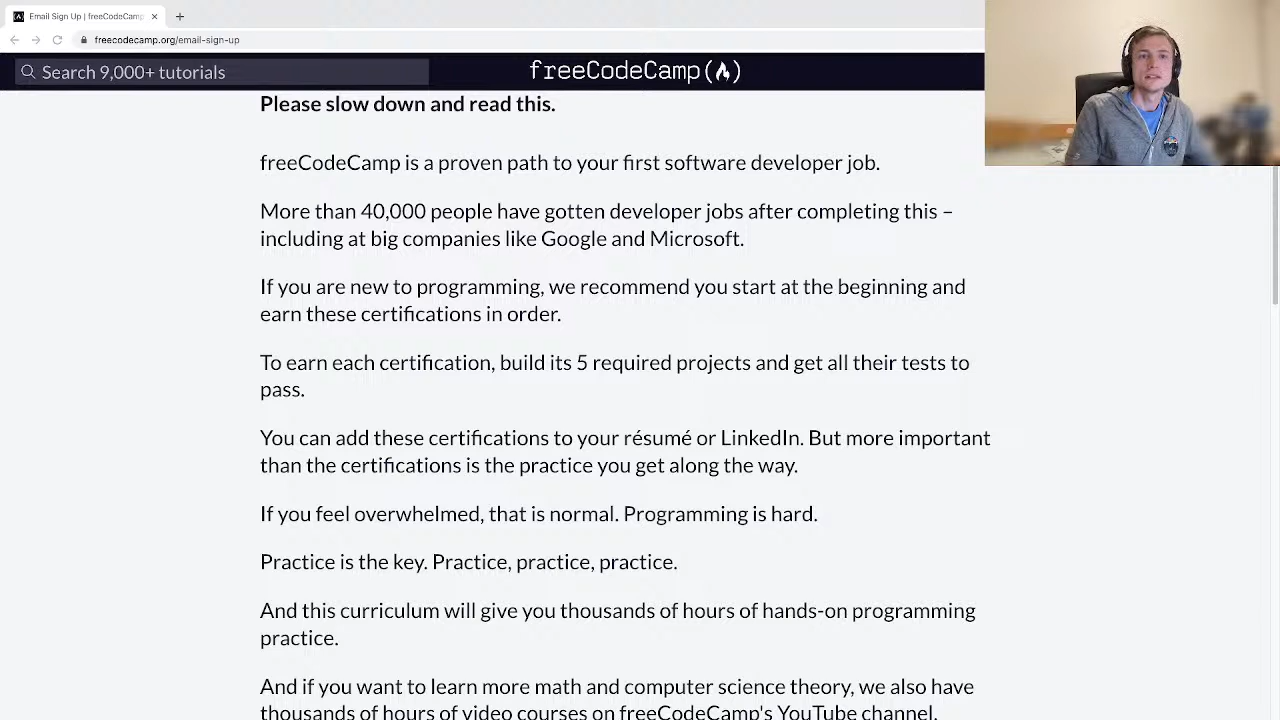 Email Sign Up | freeCodeCamp
freecodecamp.org/email-sign-up
Search 9,000+ tutorials
freeCodeCamp
Please slow down and read this.
freeCodeCamp is a proven path to your first software developer job.
More than 40,000 people have gotten developer jobs after completing this –
including at big companies like Google and Microsoft.
If you are new to programming, we recommend you start at the beginning and
earn these certifications in order.
To earn each certification, build its 5 required projects and get all their tests to
pass.
You can add these certifications to your résumé or LinkedIn. But more important
than the certifications is the practice you get along the way.
If you feel overwhelmed, that is normal. Programming is hard.
Practice is the key. Practice, practice, practice.
And this curriculum will give you thousands of hours of hands-on programming
practice.
And if you want to learn more math and computer science theory, we also have
thousands of hours of video courses on freeCodeCamp's YouTube channel.